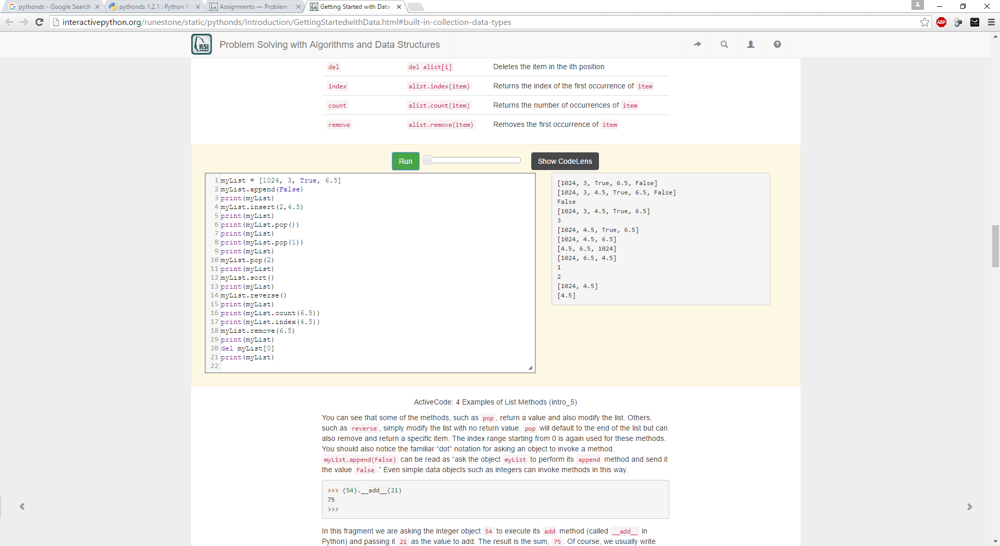 pythonds - Google Search
pythonds 1.2.1 : Python P
Assignments — Problem S
Getting Started with Data
interactivepython.org/runestone/static/pythonds/Introduction/GettingStartedwithData.html#built-in-collection-data-types
ABP
RSI
Problem Solving with Algorithms and Data Structures
del del alist[i] Deletes the item in the ith position
index alist.index(item) Returns the index of the first occurrence of item
count alist.count(item) Returns the number of occurrences of item
remove alist.remove(item) Removes the first occurrence of item
Run
Show CodeLens
1 myList = [1024, 3, True, 6.5]
2 myList.append(False)
3 print(myList)
4 myList.insert(2,4.5)
5 print(myList)
6 print(myList.pop())
7 print(myList)
8 print(myList.pop(1))
9 print(myList)
10 myList.pop(2)
11 print(myList)
12 myList.sort()
13 print(myList)
14 myList.reverse()
15 print(myList)
16 print(myList.count(6.5))
17 print(myList.index(4.5))
18 myList.remove(6.5)
19 print(myList)
20 del myList[0]
21 print(myList)
22
[1024, 3, True, 6.5, False]
[1024, 3, 4.5, True, 6.5, False]
False
[1024, 3, 4.5, True, 6.5]
3
[1024, 4.5, True, 6.5]
[1024, 4.5, 6.5]
[4.5, 6.5, 1024]
[1024, 6.5, 4.5]
1
2
[1024, 4.5]
[4.5]
ActiveCode: 4 Examples of List Methods (intro_5)
You can see that some of the methods, such as pop , return a value and also modify the list. Others,
such as reverse , simply modify the list with no return value. pop will default to the end of the list but can
also remove and return a specific item. The index range starting from 0 is again used for these methods.
You should also notice the familiar “dot” notation for asking an object to invoke a method.
myList.append(False) can be read as “ask the object myList to perform its append method and send it
the value False .” Even simple data objects such as integers can invoke methods in this way.
>>> (54).__add__(21)
75
>>>
In this fragment we are asking the integer object 54 to execute its add method (called __add__ in
Python) and passing it 21 as the value to add. The result is the sum, 75 . Of course, we usually write